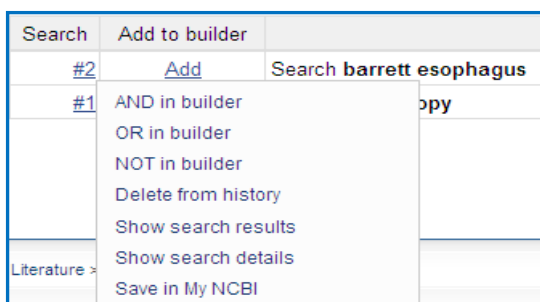 Search Add to builder
#2 Add Search barrett esophagus
#1
AND in builder
OR in builder
NOT in builder
Delete from history
Show search results
Show search details
Literature >
Save in My NCBI